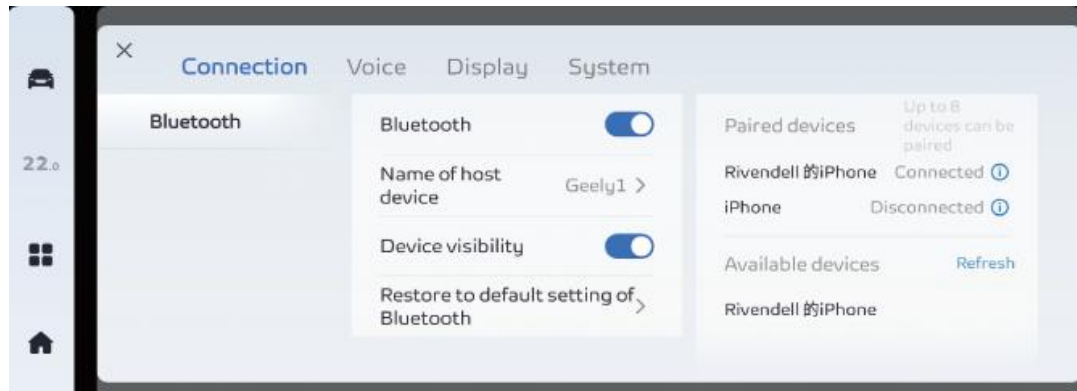 Connection Voice Display System
Bluetooth
22.0
Bluetooth
Name of host
device
Geely1
Device visibility
Restore to default setting of
Bluetooth
Paired devices
Up to 8
devices can be
paired
Rivendell 的iPhone Connected
iPhone Disconnected
Available devices Refresh
Rivendell 的iPhone